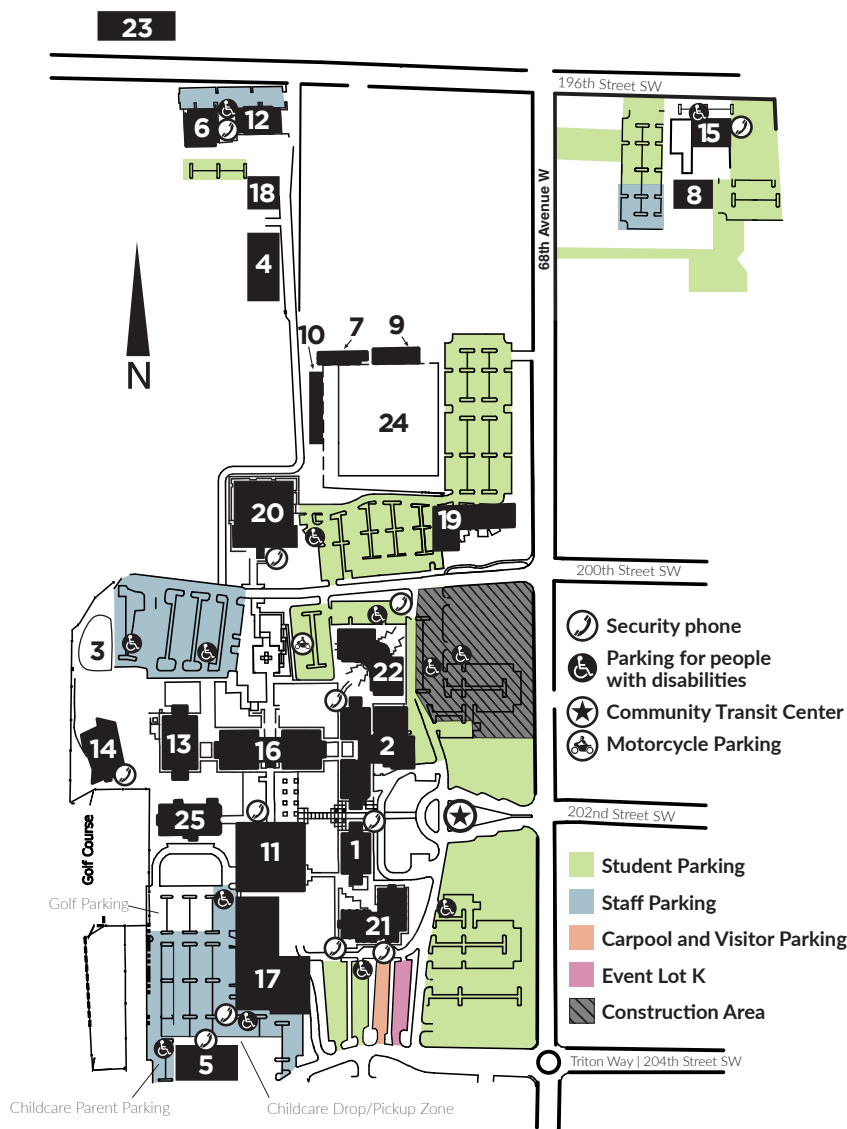 23
196th Street SW
6
12
15
18
8
68th Avenue W
4
N
10
7
9
24
20
19
200th Street SW
3
22
Security phone
Parking for people
with disabilities
Community Transit Center
Motorcycle Parking
14
13
16
2
25
202nd Street SW
11
1
Golf Course
Student Parking
Golf Parking
Staff Parking
21
Carpool and Visitor Parking
17
Event Lot K
Construction Area
5
Triton Way | 204th Street SW
Childcare Parent Parking
Childcare Drop/Pickup Zone